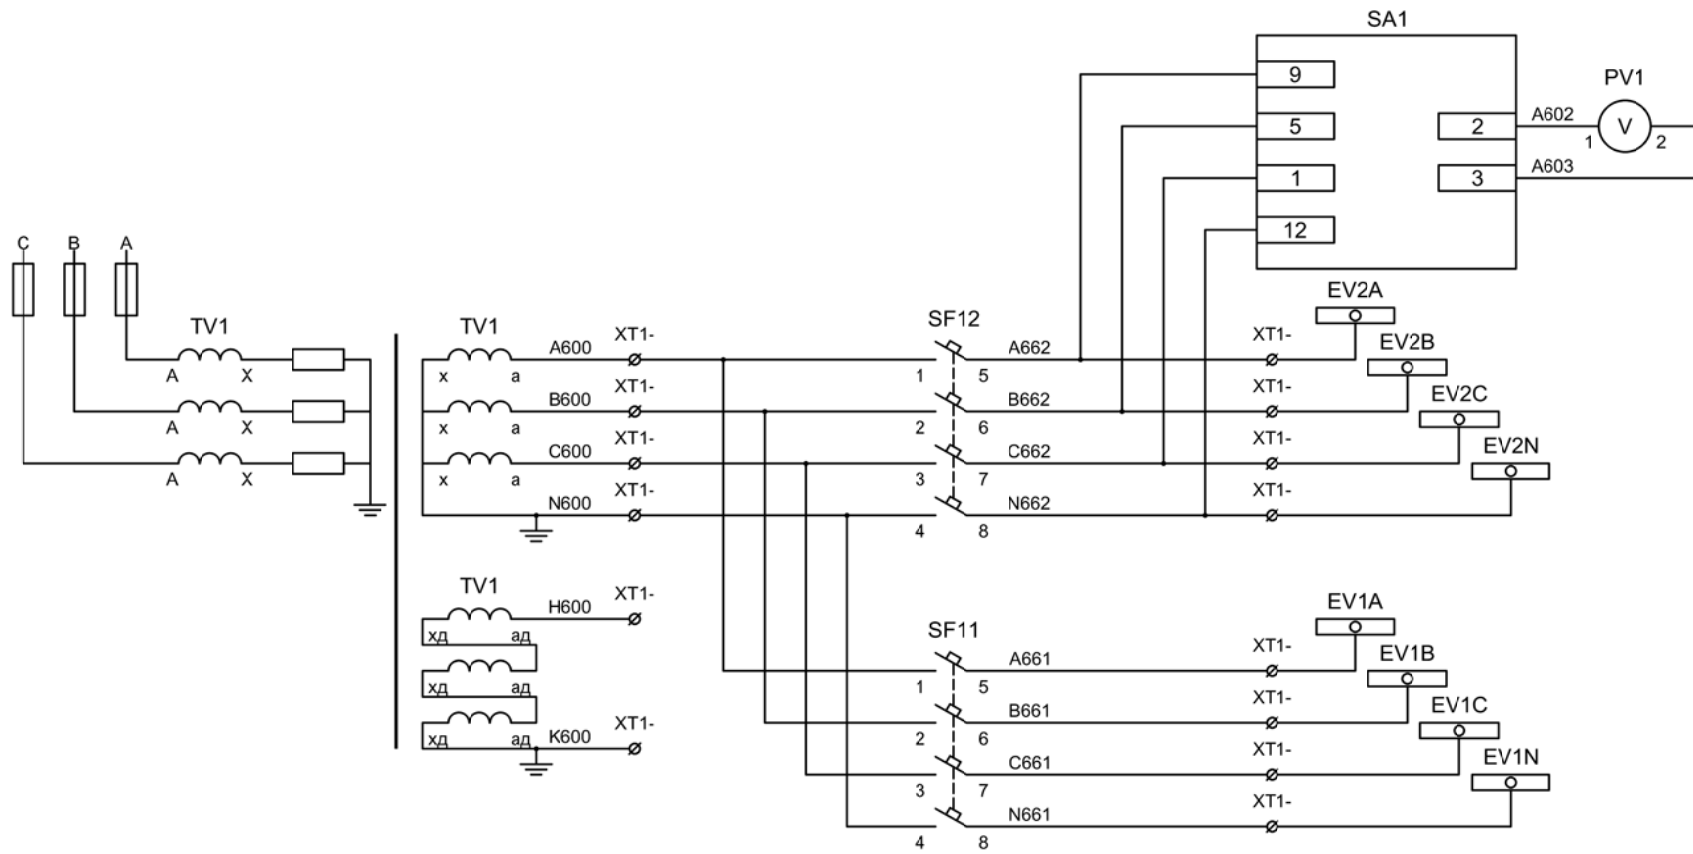 SA1
9
PV1
5
2
A602
V
1
2
1
3
A603
12
C
B
A
EV2A
TV1
TV1
XT1-
SF12
XT1-
A600
A662
EV2B
A
X
x
a
1
5
XT1-
XT1-
B600
B662
EV2C
A
X
x
a
2
6
XT1-
XT1-
C600
C662
EV2N
A
X
x
a
3
7
XT1-
XT1-
N600
N662
4
8
TV1
XT1-
H600
EV1A
хд
ад
SF11
XT1-
A661
EV1B
хд
ад
1
5
XT1-
B661
EV1C
XT1-
K600
хд
ад
2
6
XT1-
C661
EV1N
3
7
XT1-
N661
4
8